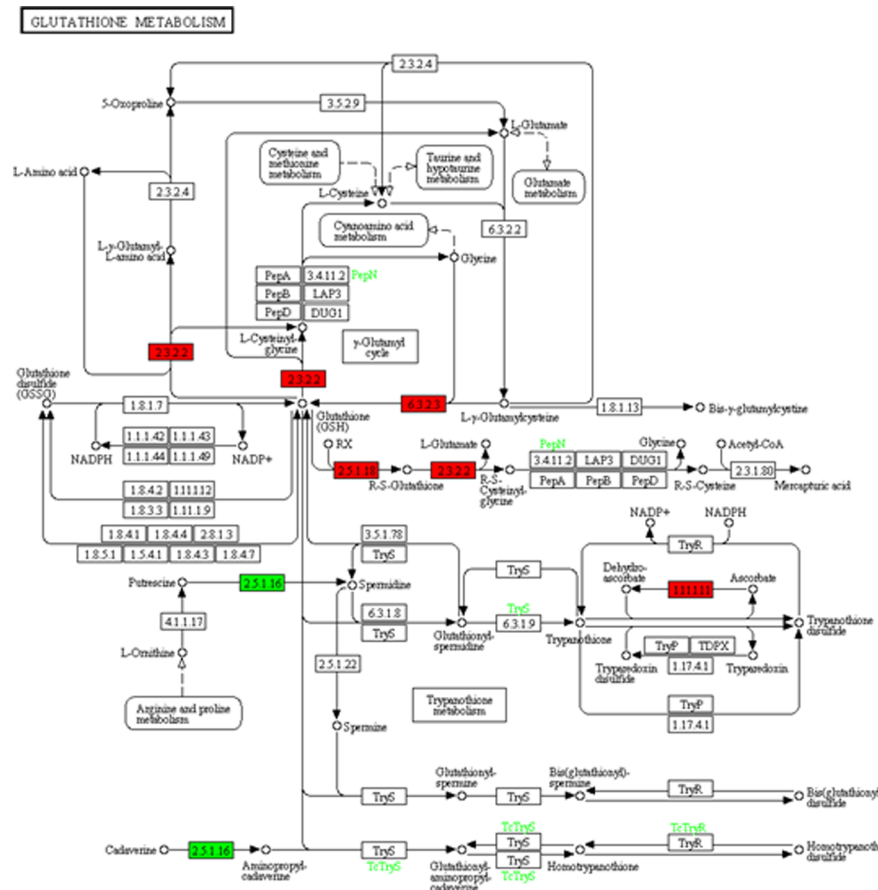 GLUTATHIONE METABOLISM
2.3.2.4
5-Oxoproline
3.5.2.9
L-Glutamate
L-Amino acid
Cysteine and
methionine
metabolism
Taurine and
hypotaurine
metabolism
Glutamate
metabolism
2.3.2.4
L-Cysteine
6.3.2.2
Cyanoamino acid
metabolism
L-γ-Glutamyl-
L-amino acid
Glycine
PepA
3.4.11.2
PepN
PepB
LAP3
PepD
DUG1
L-Cysteinyl-
glycine
γ-Glutamyl
cycle
2.3.2.2
2.3.2.2
6.3.2.3
Glutathione
disulfide
(GSSG)
1.8.1.7
Glutathione
(GSH)
L-γ-Glutamylcysteine
1.8.1.13
Bis-γ-glutamylcystine
1.1.1.42
1.1.1.43
1.1.1.44
1.1.1.49
NADPH
NADP+
RX
L-Glutamate
PepN
Glycine
Acetyl-CoA
3.4.11.2
LAP3
DUG1
2.5.1.18
2.3.2.2
PepA
PepB
PepD
2.3.1.80
R-S-Glutathione
R-S-
Cysteinyl-
glycine
R-S-Cysteine
Mercapturic acid
1.8.4.2
1.11.1.12
1.8.3.3
1.11.1.9
1.8.4.1
1.8.4.4
2.8.1.3
1.8.5.1
1.5.4.1
1.8.4.3
1.8.4.7
3.5.1.78
TryS
NADP+
NADPH
TryR
Putrescine
2.5.1.16
Spermidine
TryS
Dehydro-
ascorbate
1.11.1.11
Ascorbate
4.1.1.17
6.3.1.8
TryS
Glutathionyl-
spermidine
TryS
6.3.1.9
Trypanothione
Trypanothione
disulfide
TryP
TDPX
1.17.4.1
Tryparedoxin
disulfide
Tryparedoxin
L-Ornithine
2.5.1.22
Arginine and proline
metabolism
Trypanothione
metabolism
TryP
1.17.4.1
Spermine
Glutathionyl-
spermine
Bis(glutathionyl)-
spermine
TryS
TryS
TryR
Bis(glutathionyl
disulfide
TcTryS
TcTryR
Cadaverine
2.5.1.16
TryS
TryS
TryR
Aminopropyl-
cadaverine
TcTryS
Glutathionyl-
aminopropyl-
cadaverine
TryS
TcTryS
Homotrypanothione
Homotrypanoth
disulfide